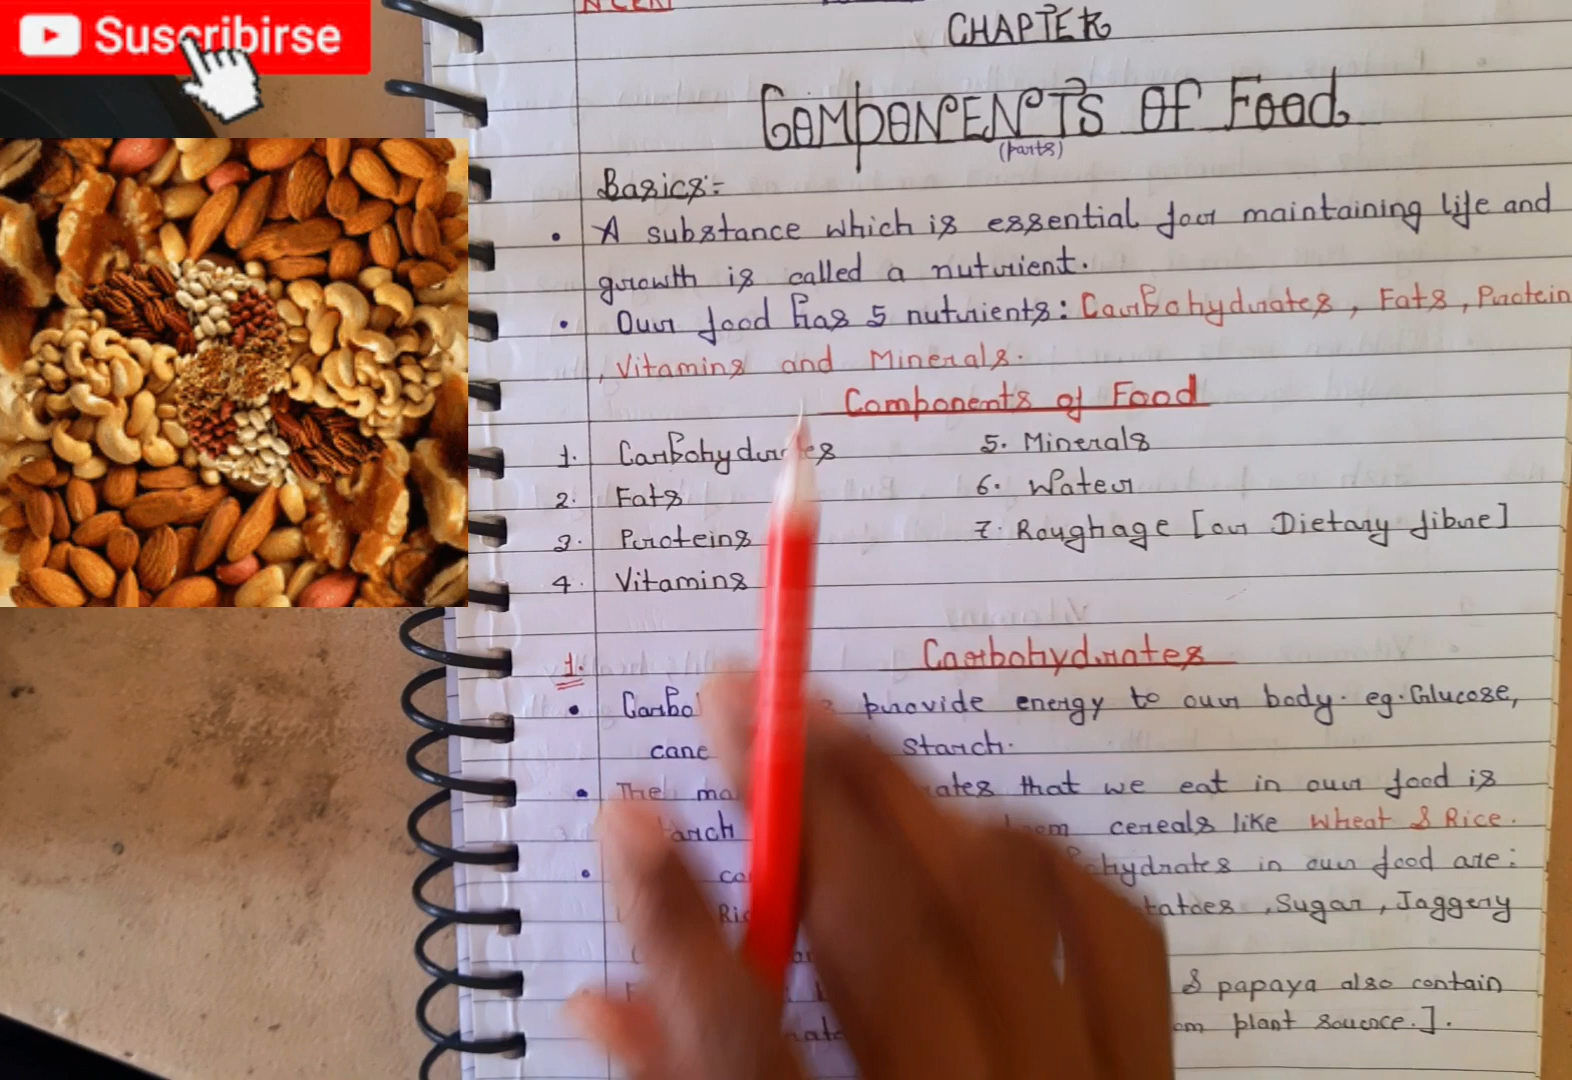 Suscribirse
NCERT
CHAPTER
COMPONENTS OF FOOD
(parts)
Basics:-
• A substance which is essential for maintaining life and
growth is called a nutrient.
• Our food has 5 nutrients: Carbohydrates, Fats, Protein
, Vitamins and Minerals.
Components of Food
1. Carbohydrates
5. Minerals
2. Fats
6. Water
3. Proteins
7. Roughage [or Dietary fibre]
4. Vitamins
1. Carbohydrates
• Carbo provide energy to our body. eg. Glucose,
cane starch.
• The that we eat in our food is
cereals like Wheat & Rice.
• in our food are:
, Sugar, Jaggery
& papaya also contain
plant source.].